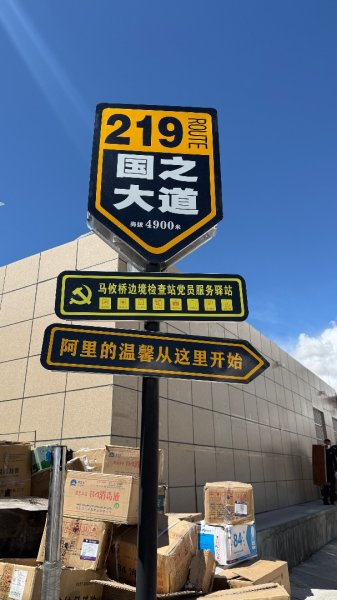 219 ROUTE
国之
大道
海拔 4900米
马攸桥边境检查站党员服务驿站
阿里的温馨从这里开始
84